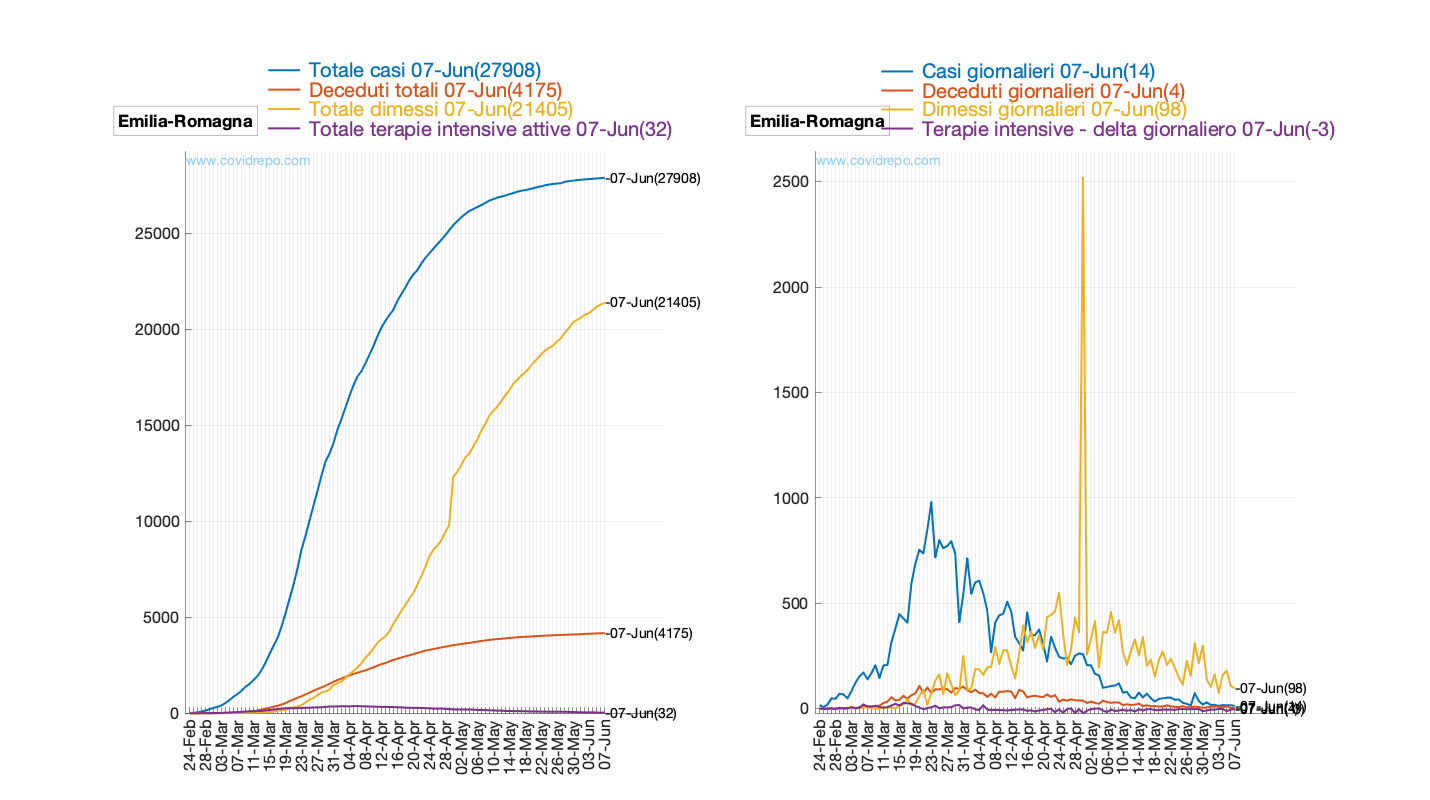 Totale casi 07-Jun(27908)
Deceduti totali 07-Jun(4175)
Totale dimessi 07-Jun(21405)
Totale terapie intensive attive 07-Jun(32)
Emilia-Romagna
www.covidrepo.com
25000
20000
15000
10000
5000
0
-07-Jun(27908)
-07-Jun(21405)
-07-Jun(4175)
-07-Jun(32)
24-Feb
28-Feb
03-Mar
07-Mar
11-Mar
15-Mar
19-Mar
23-Mar
27-Mar
31-Mar
04-Apr
08-Apr
12-Apr
16-Apr
20-Apr
24-Apr
28-Apr
02-May
06-May
10-May
14-May
18-May
22-May
26-May
30-May
03-Jun
07-Jun
Casi giornalieri 07-Jun(14)
Deceduti giornalieri 07-Jun(4)
Dimessi giornalieri 07-Jun(98)
Terapie intensive - delta giornaliero 07-Jun(-3)
Emilia-Romagna
www.covidrepo.com
2500
2000
1500
1000
500
0
-07-Jun(98)
24-Feb
28-Feb
03-Mar
07-Mar
11-Mar
15-Mar
19-Mar
23-Mar
27-Mar
31-Mar
04-Apr
08-Apr
12-Apr
16-Apr
20-Apr
24-Apr
28-Apr
02-May
06-May
10-May
14-May
18-May
22-May
26-May
30-May
03-Jun
07-Jun